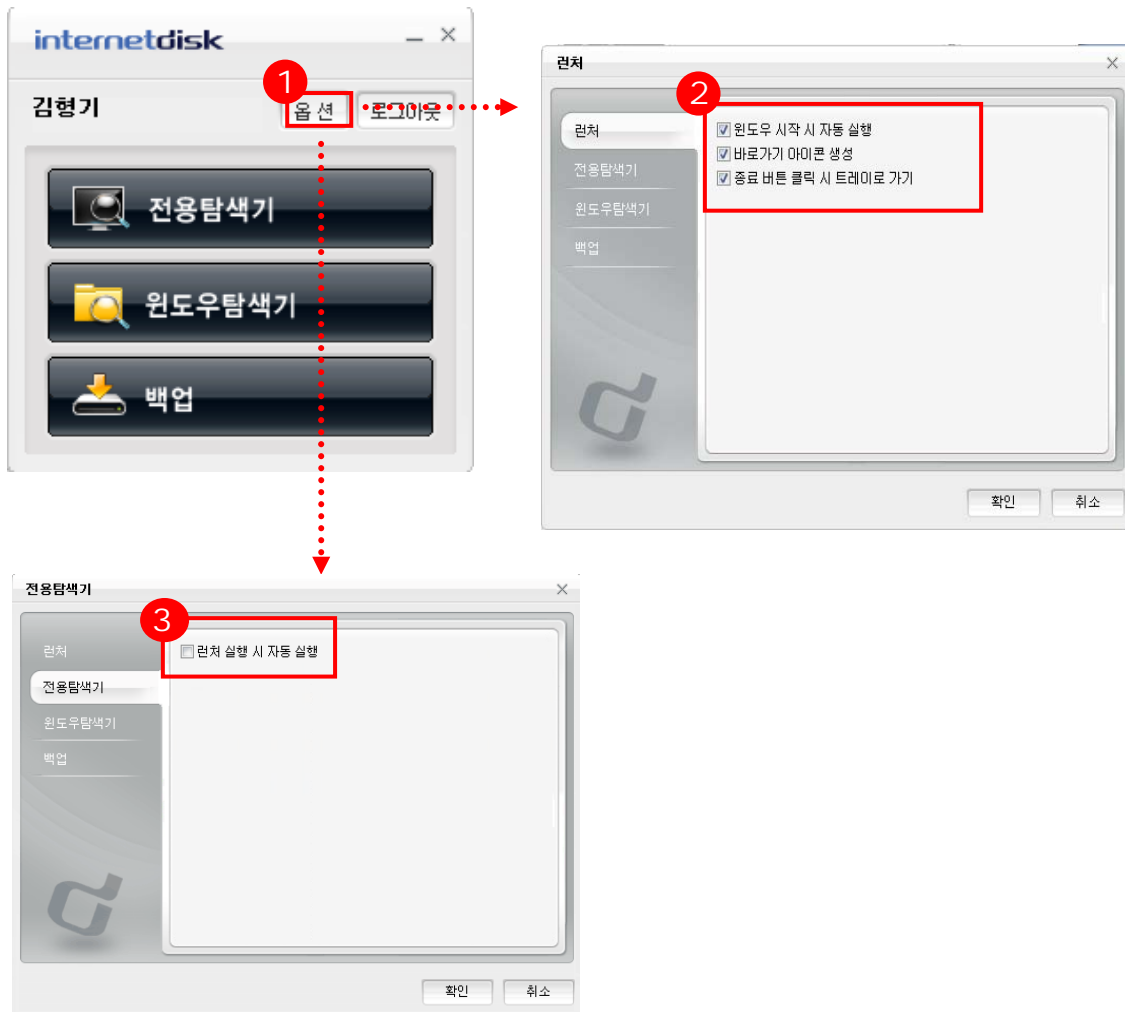 internetdisk
김형기
1
옵 션
로그아웃
전용탐색기
윈도우탐색기
백업
런처
2
런처
전용탐색기
윈도우탐색기
백업
윈도우 시작 시 자동 실행
바로가기 아이콘 생성
종료 버튼 클릭 시 트레이로 가기
확인
취소
전용탐색기
3
런처
전용탐색기
윈도우탐색기
백업
런처 실행 시 자동 실행
확인
취소